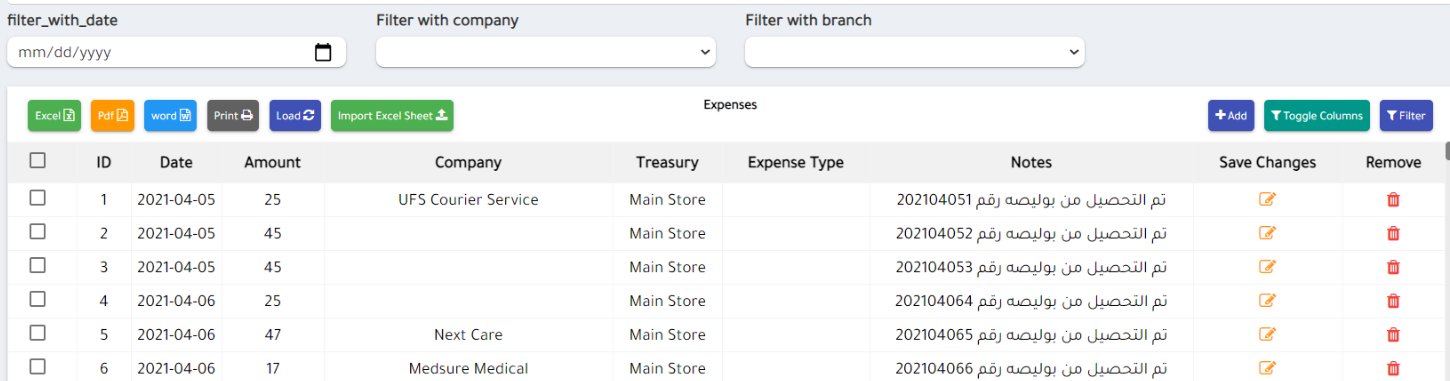 filter_with_date Filter with company Filter with branch
mm/dd/yyyy
Excel Pdf word Print Load Import Excel Sheet Expenses Add Toggle Columns Filter
ID Date Amount Company Treasury Expense Type Notes Save Changes Remove
1 2021-04-05 25 UFS Courier Service Main Store تم التحصيل من بوليصه رقم 202104051
2 2021-04-05 45 Main Store تم التحصيل من بوليصه رقم 202104052
3 2021-04-05 45 Main Store تم التحصيل من بوليصه رقم 202104053
4 2021-04-06 25 Main Store تم التحصيل من بوليصه رقم 202104064
5 2021-04-06 47 Next Care Main Store تم التحصيل من بوليصه رقم 202104065
6 2021-04-06 17 Medsure Medical Main Store تم التحصيل من بوليصه رقم 202104066